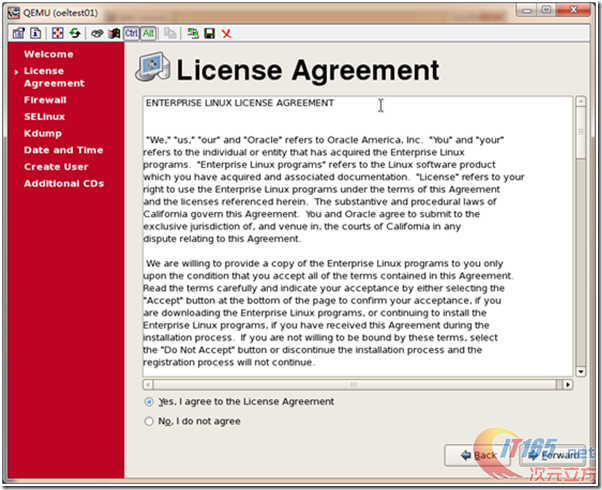 QEMU (oeltest01)
Ctrl Alt
Welcome
License
Agreement
Firewall
SELinux
Kdump
Date and Time
Create User
Additional CDs
License Agreement
ENTERPRISE LINUX LICENSE AGREEMENT
"We," "us," "our" and "Oracle" refers to Oracle America, Inc. "You" and "your"
refers to the individual or entity that has acquired the Enterprise Linux
programs. "Enterprise Linux programs" refers to the Linux software product
which you have acquired and associated documentation. "License" refers to your
right to use the Enterprise Linux programs under the terms of this Agreement
and the licenses referenced herein. The substantive and procedural laws of
California govern this Agreement. You and Oracle agree to submit to the
exclusive jurisdiction of, and venue in, the courts of California in any
dispute relating to this Agreement.
We are willing to provide a copy of the Enterprise Linux programs to you only
upon the condition that you accept all of the terms contained in this Agreement.
Read the terms carefully and indicate your acceptance by either selecting the
"Accept" button at the bottom of the page to confirm your acceptance, if you
are downloading the Enterprise Linux programs, or continuing to install the
Enterprise Linux programs, if you have received this Agreement during the
installation process. If you are not willing to be bound by these terms, select
the "Do Not Accept" button or discontinue the installation process and the
registration process will not continue.
Yes, I agree to the License Agreement
No, I do not agree
Back
Forward
IT165.net
次元立方